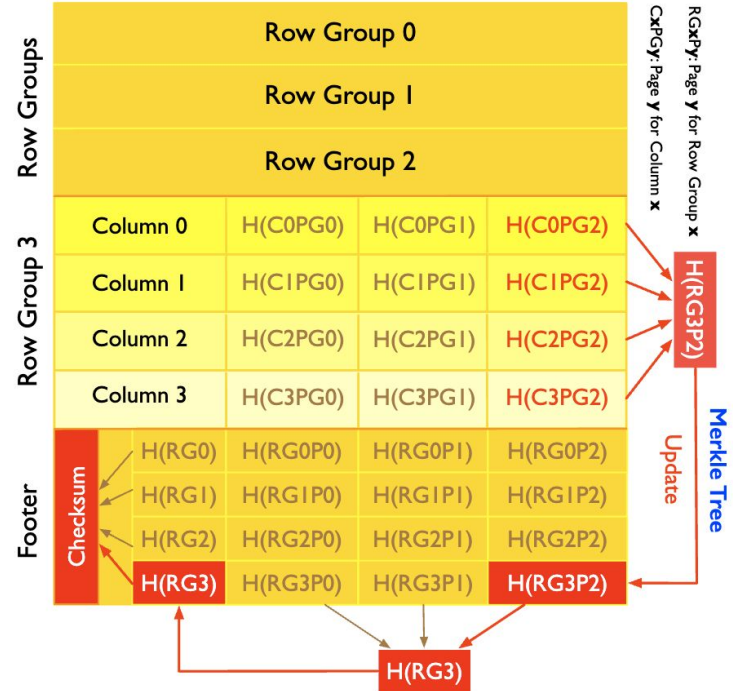 Row Groups
Row Group 0
Row Group 1
Row Group 2
RGxPy: Page y for Row Group x
CxPGy: Page y for Column x
Row Group 3
Column 0 H(C0PG0) H(C0PG1) H(C0PG2)
Column 1 H(C1PG0) H(C1PG1) H(C1PG2)
Column 2 H(C2PG0) H(C2PG1) H(C2PG2)
Column 3 H(C3PG0) H(C3PG1) H(C3PG2)
H(RG3P2)
Merkle Tree
Update
Footer
Checksum
H(RG0) H(RG0P0) H(RG0P1) H(RG0P2)
H(RG1) H(RG1P0) H(RG1P1) H(RG1P2)
H(RG2) H(RG2P0) H(RG2P1) H(RG2P2)
H(RG3) H(RG3P0) H(RG3P1) H(RG3P2)
H(RG3)